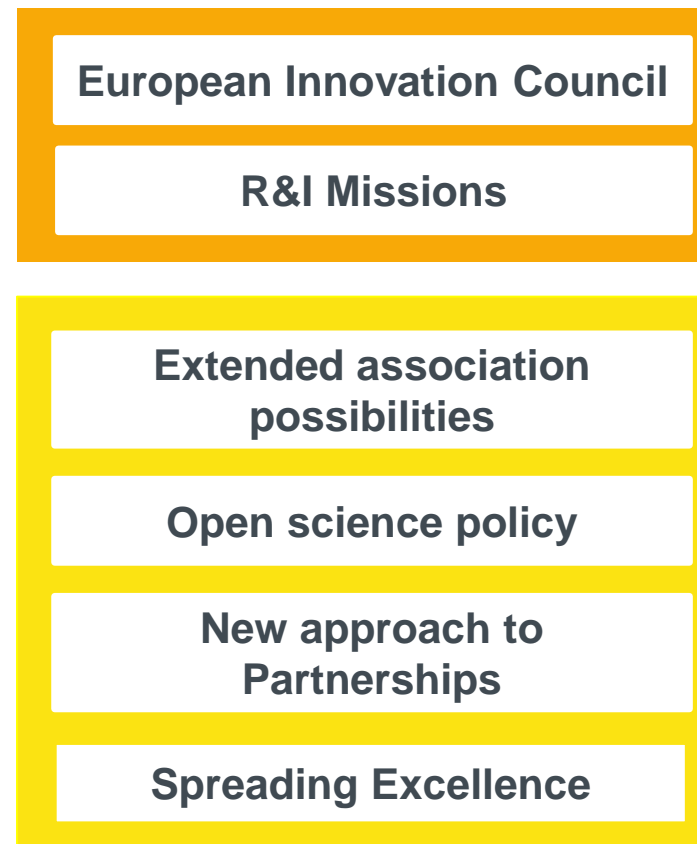 European Innovation Council
R&I Missions
Extended association
possibilities
Open science policy
New approach to
Partnerships
Spreading Excellence